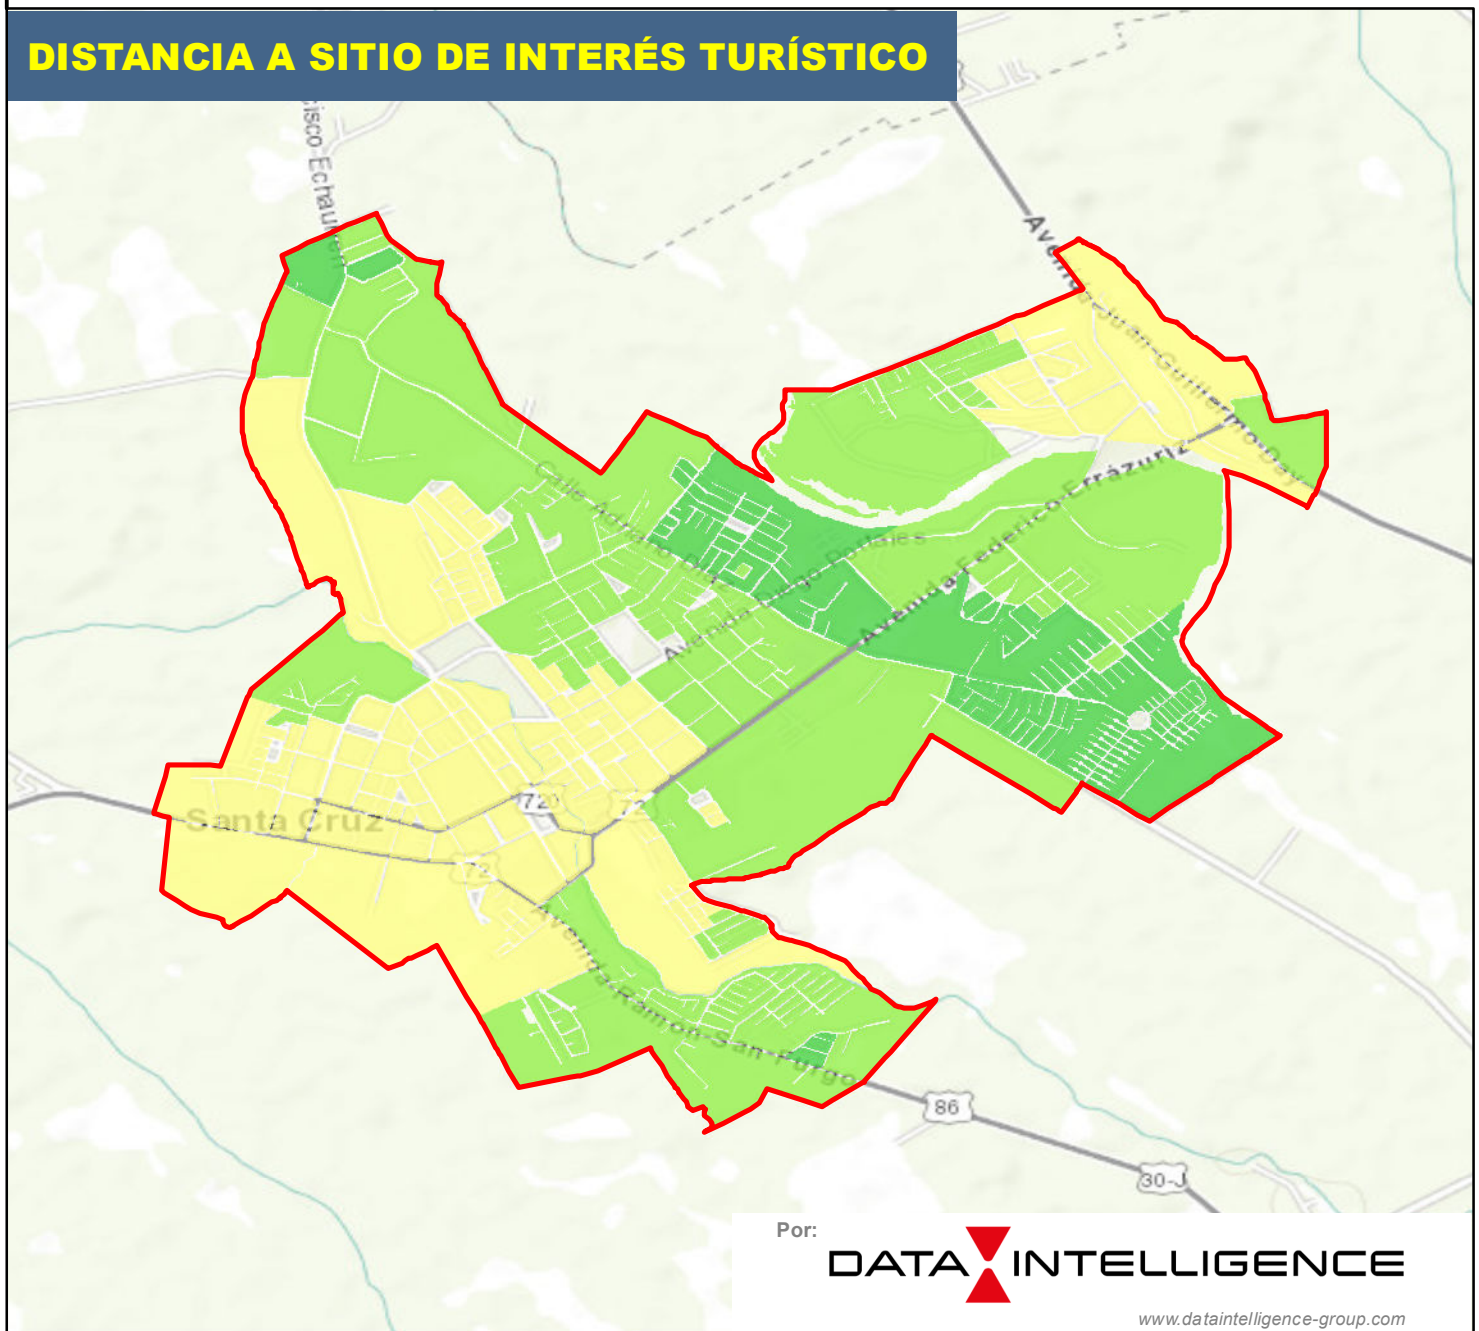 DISTANCIA A SITIO DE INTERÉS TURÍSTICO
cisco-Echaurren
Avenida-Juan-Guillermo-Day
Calle-Adriano-Díaz
Avenida-Diego-Portales
Avenida-Federico-Errázuriz
72
72
Santa Cruz
72
Avenida-Ramón-San-Furgo
86
30-J
Por:
DATA INTELLIGENCE
www.dataintelligence-group.com